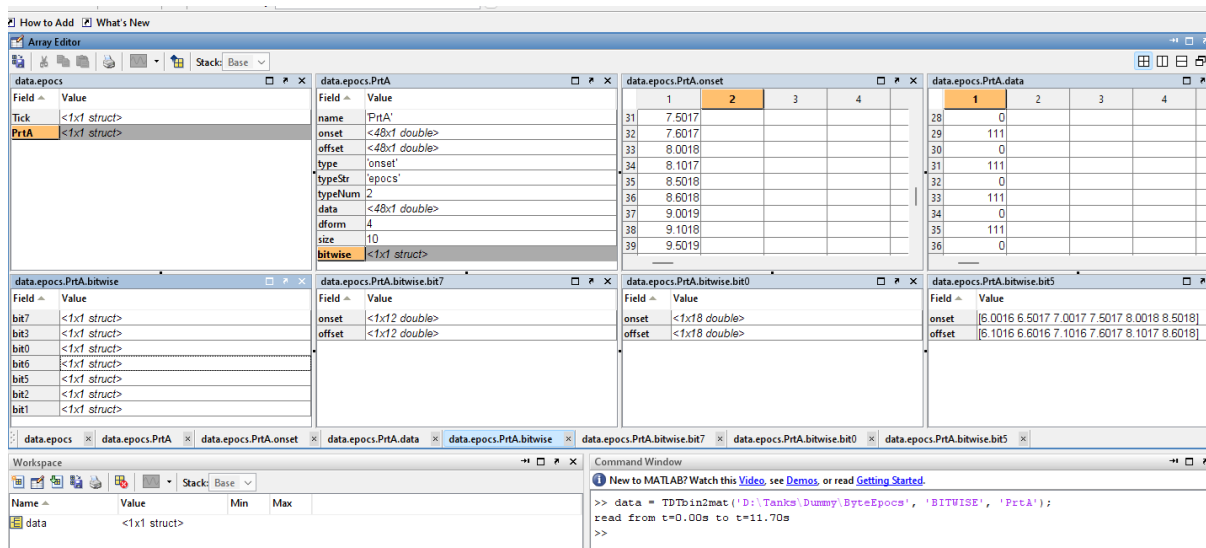 How to Add What's New
Array Editor
Stack: Base
data.epocs
Field Value
Tick <1x1 struct>
PrtA <1x1 struct>
data.epocs.PrtA
Field Value
name 'PrtA'
onset <48x1 double>
offset <48x1 double>
type 'onset'
typeStr 'epocs'
typeNum 2
data <48x1 double>
dform 4
size 10
bitwise <1x1 struct>
data.epocs.PrtA.onset
1 2 3 4
31 7.5017
32 7.6017
33 8.0018
34 8.1017
35 8.5018
36 8.6018
37 9.0019
38 9.1018
39 9.5019
data.epocs.PrtA.data
1 2 3 4
28 0
29 111
30 0
31 111
32 0
33 111
34 0
35 111
36 0
data.epocs.PrtA.bitwise
Field Value
bit7 <1x1 struct>
bit3 <1x1 struct>
bit0 <1x1 struct>
bit6 <1x1 struct>
bit5 <1x1 struct>
bit2 <1x1 struct>
bit1 <1x1 struct>
data.epocs.PrtA.bitwise.bit7
Field Value
onset <1x12 double>
offset <1x12 double>
data.epocs.PrtA.bitwise.bit0
Field Value
onset <1x18 double>
offset <1x18 double>
data.epocs.PrtA.bitwise.bit5
Field Value
onset [6.0016 6.5017 7.0017 7.5017 8.0018 8.5018]
offset [6.1016 6.6016 7.1016 7.6017 8.1017 8.6018]
data.epocs data.epocs.PrtA data.epocs.PrtA.onset data.epocs.PrtA.data data.epocs.PrtA.bitwise data.epocs.PrtA.bitwise.bit7 data.epocs.PrtA.bitwise.bit0 data.epocs.PrtA.bitwise.bit5
Workspace
Stack: Base
Name Value Min Max
data <1x1 struct>
Command Window
New to MATLAB? Watch this Video, see Demos, or read Getting Started.
>> data = TDTbin2mat('D:\Tanks\Dummy\ByteEpocs', 'BITWISE', 'PrtA');
read from t=0.00s to t=11.70s
>>